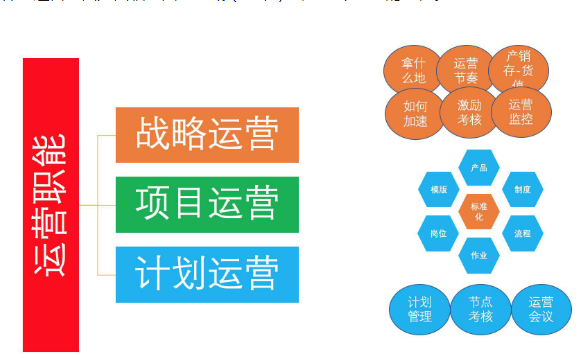 运营职能
战略运营
项目运营
计划运营
拿什
么地
运营
节奏
产销
存-货
值
如何
加速
激励
考核
运营
监控
产品
模版
制度
标准
化
岗位
流程
作业
计划
管理
节点
考核
运营
会议